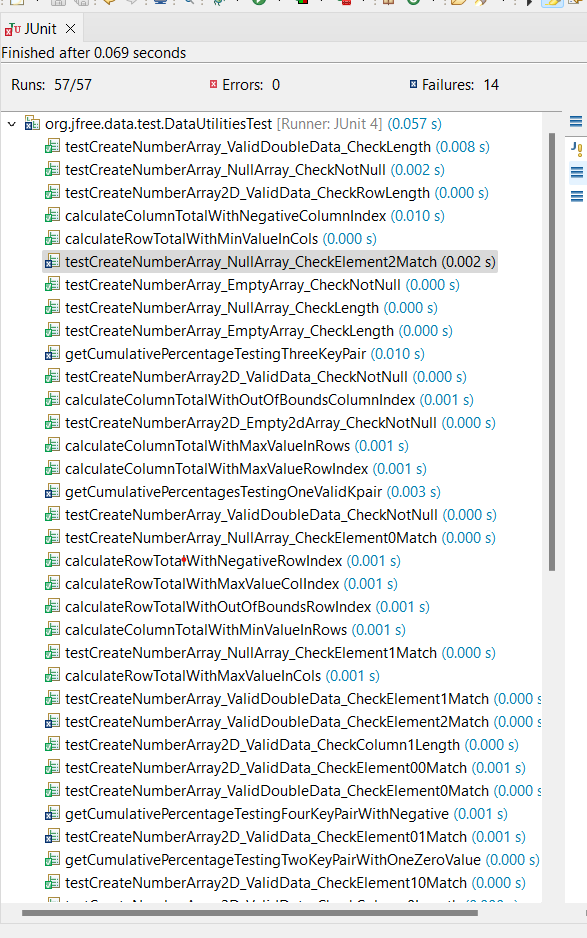 JUnit
Finished after 0.069 seconds
Runs: 57/57 Errors: 0 Failures: 14
org.jfree.data.test.DataUtilitiesTest [Runner: JUnit 4] (0.057 s)
testCreateNumberArray_ValidDoubleData_CheckLength (0.008 s)
testCreateNumberArray_NullArray_CheckNotNull (0.002 s)
testCreateNumberArray2D_ValidData_CheckRowLength (0.000 s)
calculateColumnTotalWithNegativeColumnIndex (0.010 s)
calculateRowTotalWithMinValueInCols (0.000 s)
testCreateNumberArray_NullArray_CheckElement2Match (0.002 s)
testCreateNumberArray_EmptyArray_CheckNotNull (0.000 s)
testCreateNumberArray_NullArray_CheckLength (0.000 s)
testCreateNumberArray_EmptyArray_CheckLength (0.000 s)
getCumulativePercentageTestingThreeKeyPair (0.010 s)
testCreateNumberArray2D_ValidData_CheckNotNull (0.000 s)
calculateColumnTotalWithOutOfBoundsColumnIndex (0.001 s)
testCreateNumberArray2D_Empty2dArray_CheckNotNull (0.000 s)
calculateColumnTotalWithMaxValueInRows (0.001 s)
calculateColumnTotalWithMaxValueRowIndex (0.001 s)
getCumulativePercentagesTestingOneValidKpair (0.003 s)
testCreateNumberArray_ValidDoubleData_CheckNotNull (0.000 s)
testCreateNumberArray_NullArray_CheckElement0Match (0.000 s)
calculateRowTotalWithNegativeRowIndex (0.001 s)
calculateRowTotalWithMaxValueColIndex (0.001 s)
calculateRowTotalWithOutOfBoundsRowIndex (0.001 s)
calculateColumnTotalWithMinValueInRows (0.001 s)
testCreateNumberArray_NullArray_CheckElement1Match (0.000 s)
calculateRowTotalWithMaxValueInCols (0.001 s)
testCreateNumberArray_ValidDoubleData_CheckElement1Match (0.000 s
testCreateNumberArray_ValidDoubleData_CheckElement2Match (0.000 s
testCreateNumberArray2D_ValidData_CheckColumn1Length (0.000 s)
testCreateNumberArray2D_ValidData_CheckElement00Match (0.001 s)
testCreateNumberArray_ValidDoubleData_CheckElement0Match (0.000 s
getCumulativePercentageTestingFourKeyPairWithNegative (0.001 s)
testCreateNumberArray2D_ValidData_CheckElement01Match (0.001 s)
getCumulativePercentageTestingTwoKeyPairWithOneZeroValue (0.000 s)
testCreateNumberArray2D_ValidData_CheckElement10Match (0.000 s)